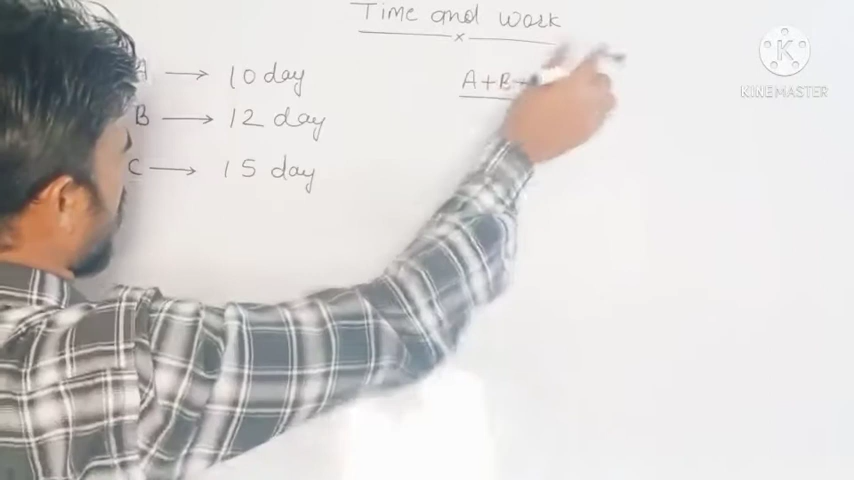 Time and work
A → 10 day
B → 12 day
C → 15 day
A+B+
K
KINEMASTER